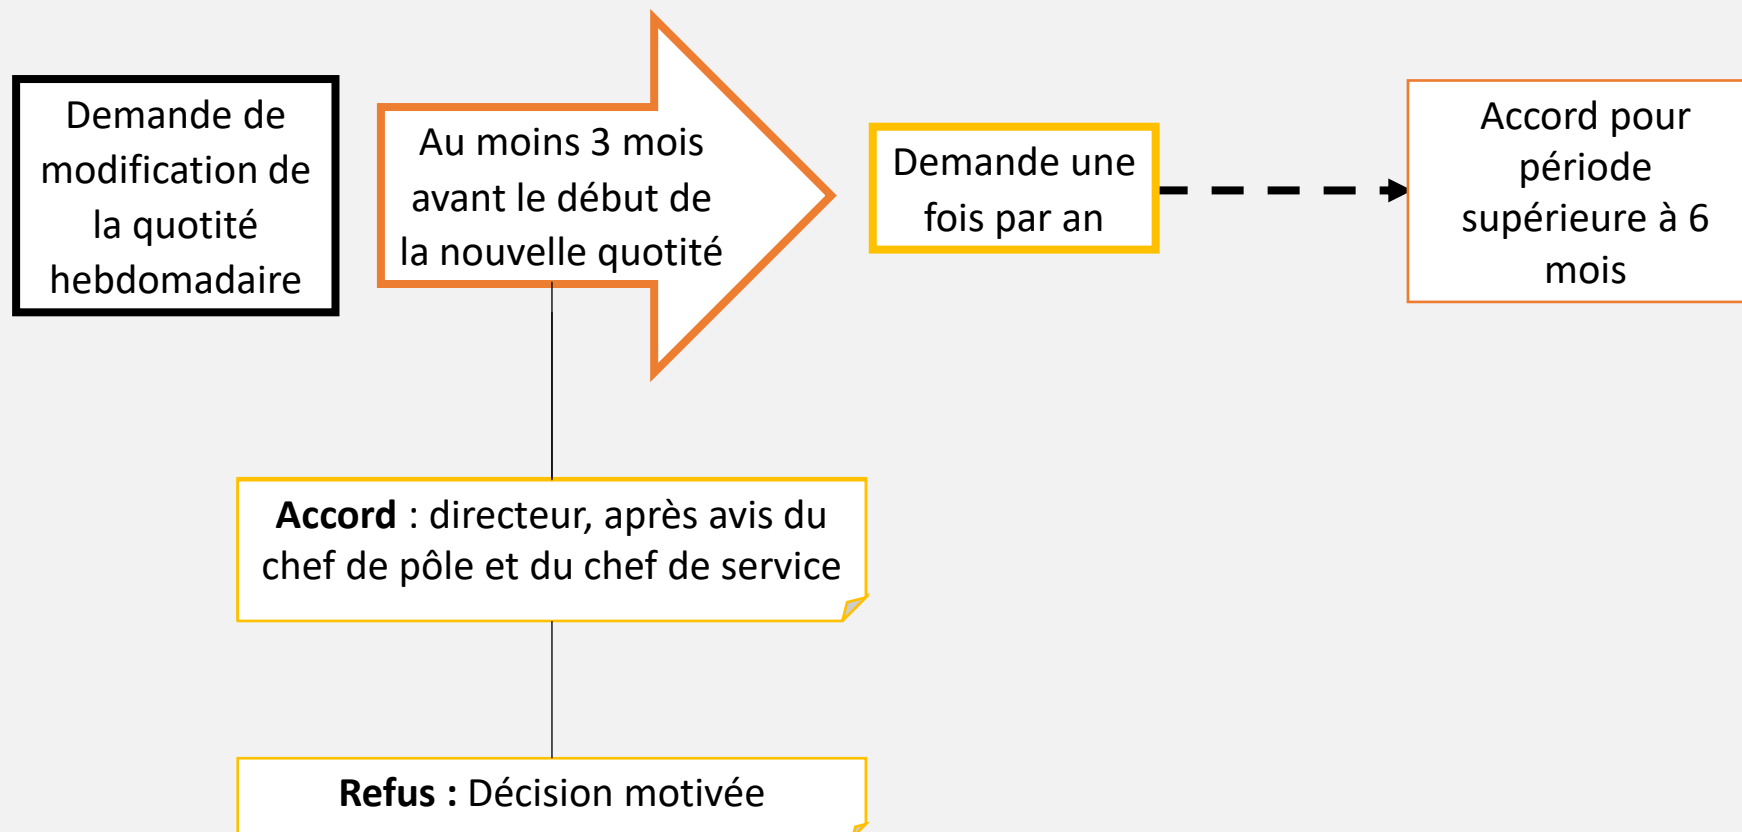 Demande de
modification de
la quotité
hebdomadaire
Au moins 3 mois
avant le début de
la nouvelle quotité
Demande une
fois par an
Accord pour
période
supérieure à 6
mois
Accord : directeur, après avis du
chef de pôle et du chef de service
Refus : Décision motivée